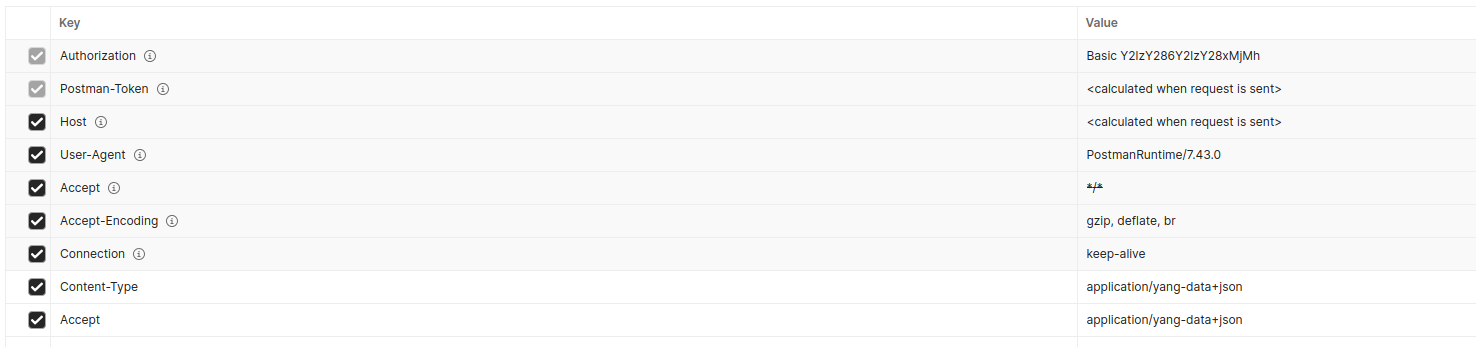 Key Value
Authorization Basic Y2lzY286Y2lzY28xMjMh
Postman-Token <calculated when request is sent>
Host <calculated when request is sent>
User-Agent PostmanRuntime/7.43.0
Accept */*
Accept-Encoding gzip, deflate, br
Connection keep-alive
Content-Type application/yang-data+json
Accept application/yang-data+json